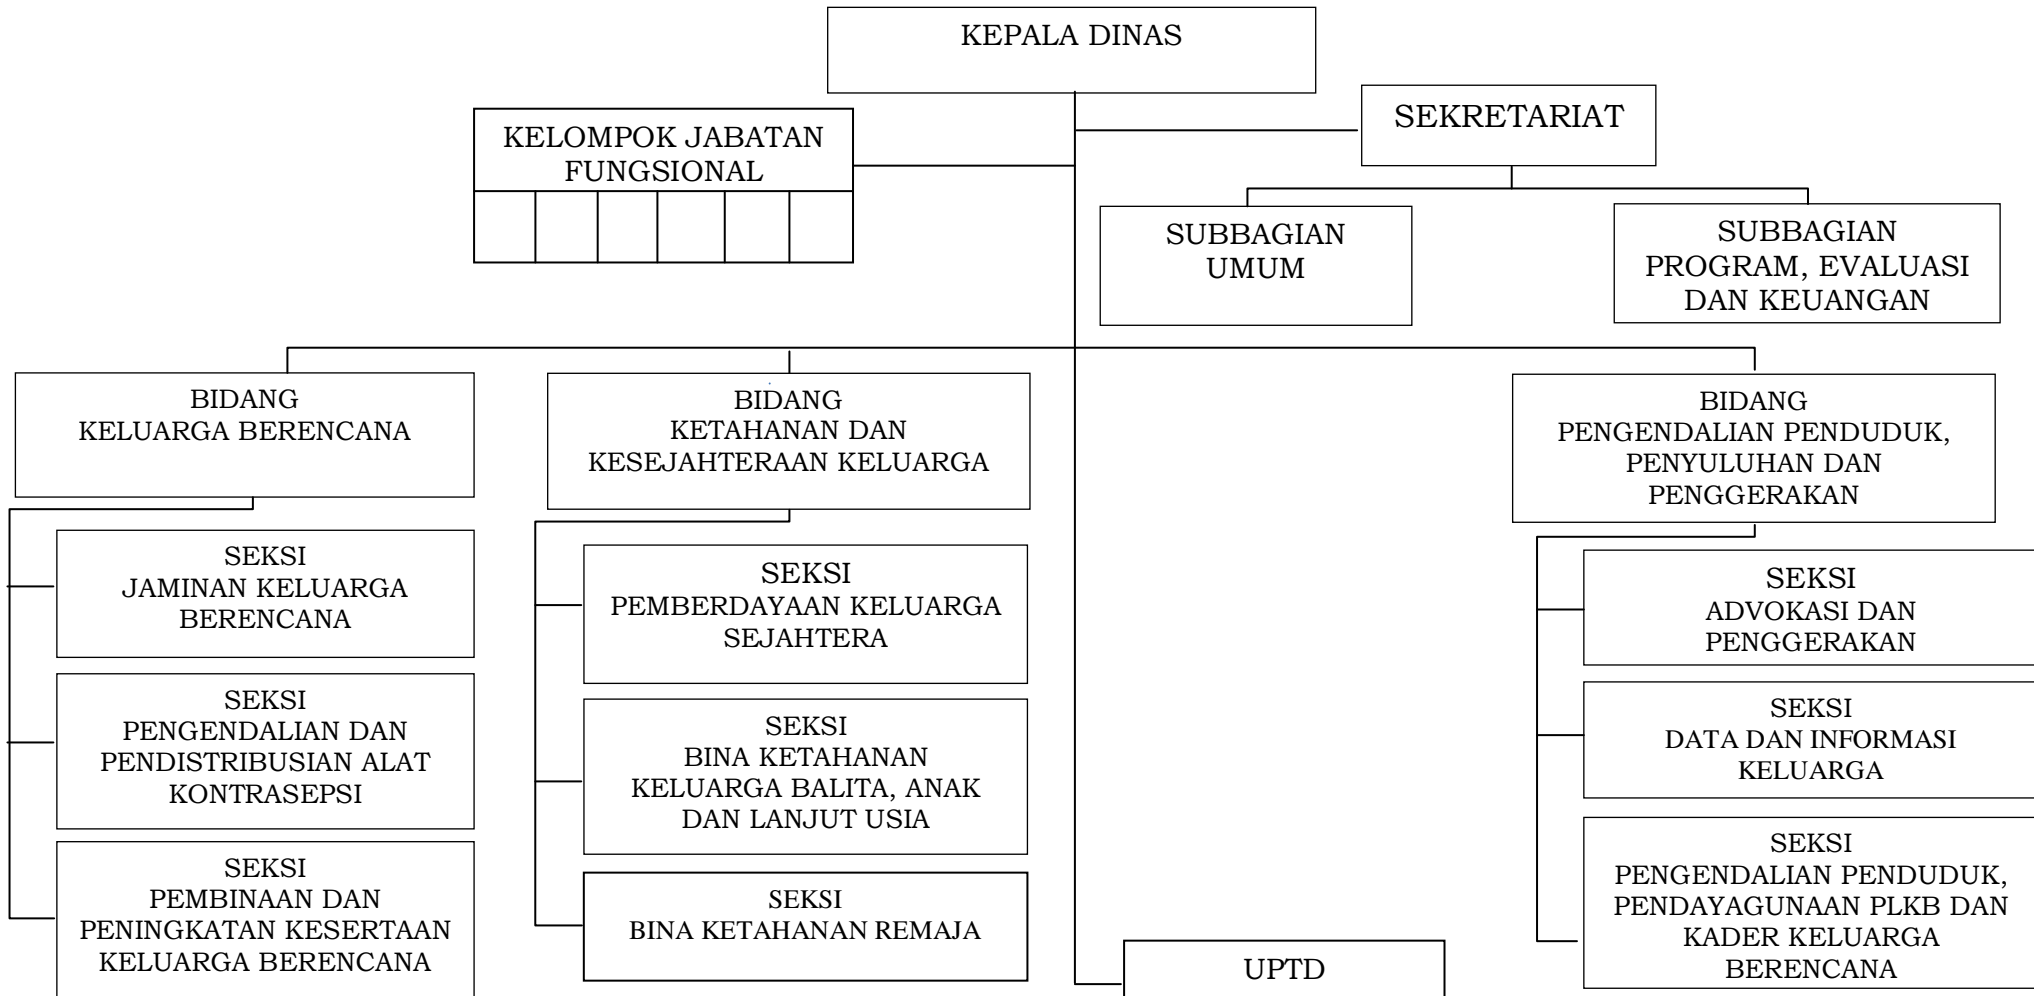 KEPALA DINAS
SEKRETARIAT
KELOMPOK JABATAN
FUNGSIONAL
SUBBAGIAN
UMUM
SUBBAGIAN
PROGRAM, EVALUASI
DAN KEUANGAN
BIDANG
KELUARGA BERENCANA
BIDANG
KETAHANAN DAN
KESEJAHTERAAN KELUARGA
BIDANG
PENGENDALIAN PENDUDUK,
PENYULUHAN DAN
PENGGERAKAN
SEKSI
JAMINAN KELUARGA
BERENCANA
SEKSI
PENGENDALIAN DAN
PENDISTRIBUSIAN ALAT
KONTRASEPSI
SEKSI
PEMBINAAN DAN
PENINGKATAN KESERTAAN
KELUARGA BERENCANA
SEKSI
PEMBERDAYAAN KELUARGA
SEJAHTERA
SEKSI
BINA KETAHANAN
KELUARGA BALITA, ANAK
DAN LANJUT USIA
SEKSI
BINA KETAHANAN REMAJA
SEKSI
ADVOKASI DAN
PENGGERAKAN
SEKSI
DATA DAN INFORMASI
KELUARGA
SEKSI
PENGENDALIAN PENDUDUK,
PENDAYAGUNAAN PLKB DAN
KADER KELUARGA
BERENCANA
UPTD